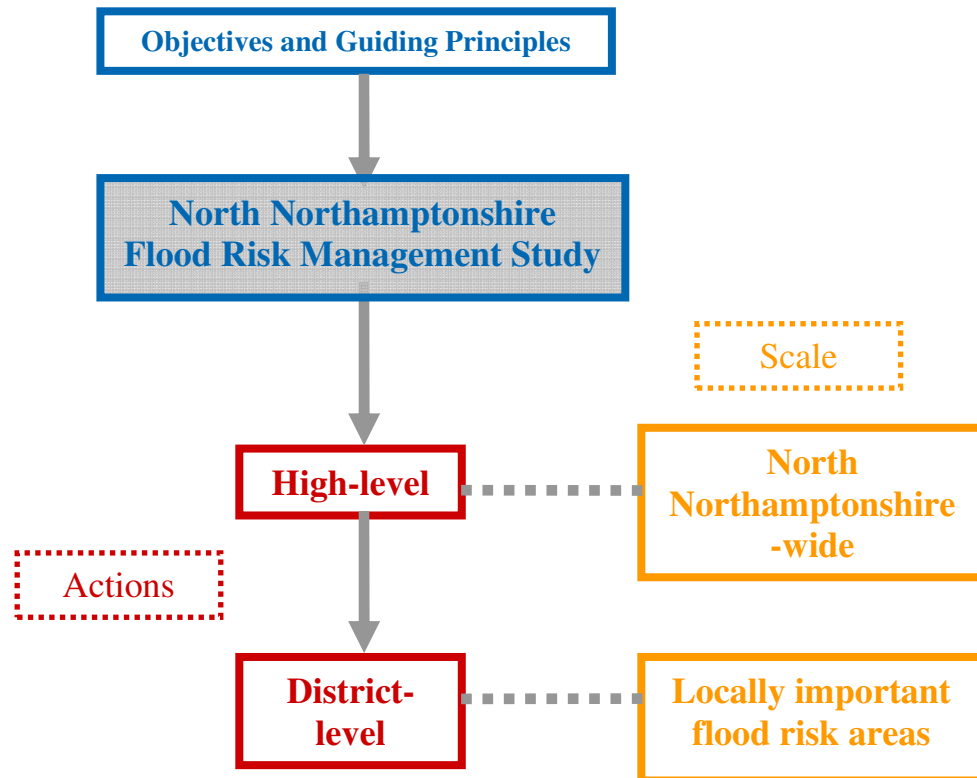 Objectives and Guiding Principles
North Northamptonshire
Flood Risk Management Study
Scale
High-level
North
Northamptonshire
-wide
Actions
District-
level
Locally important
flood risk areas